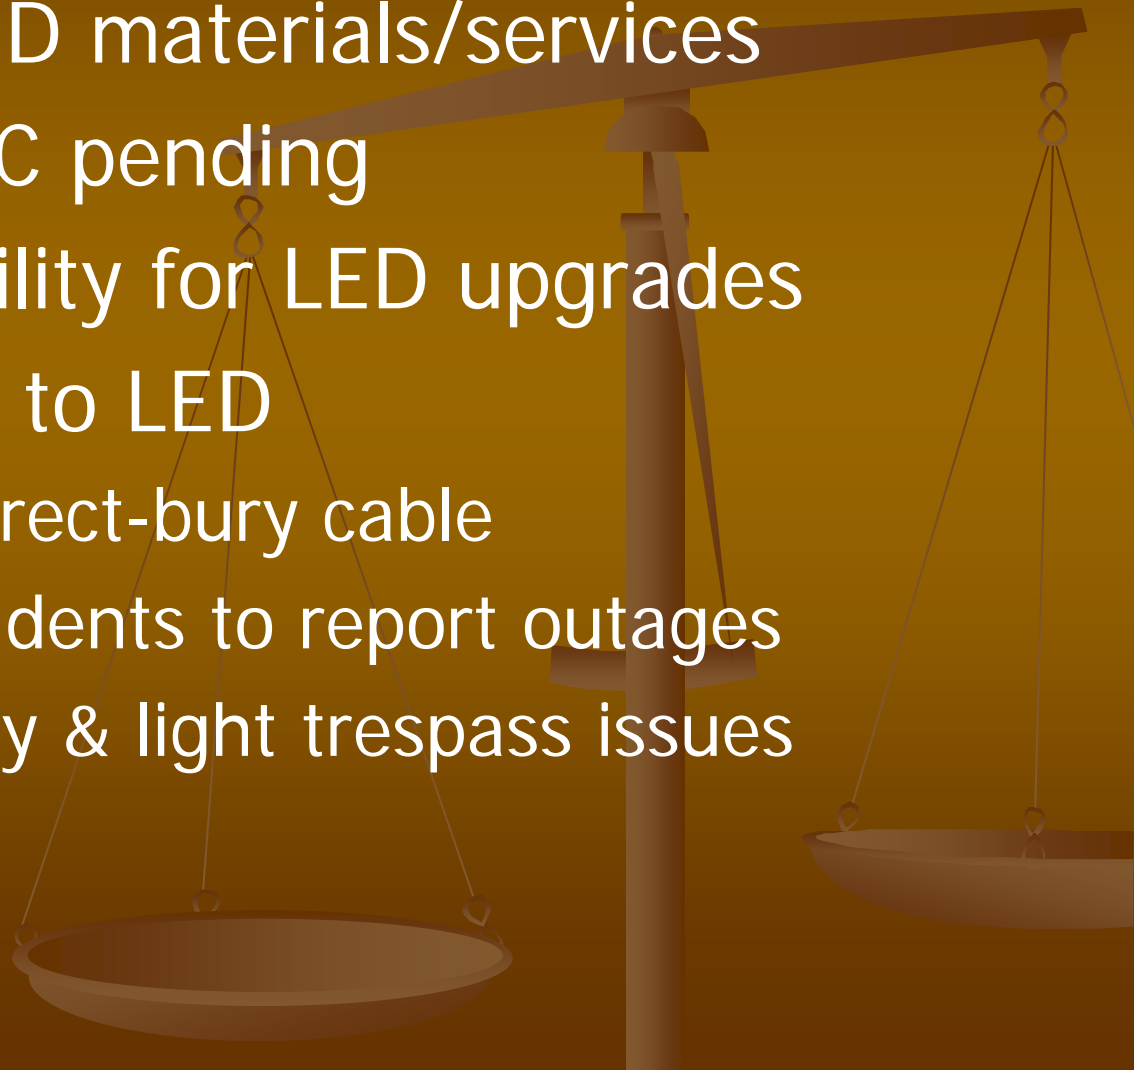 D materials/services
C pending
ility for LED upgrades
to LED
rect-bury cable
dents to report outages
y & light trespass issues